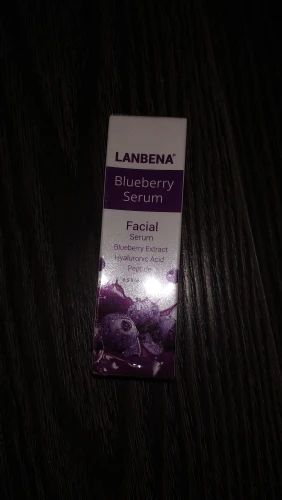 LANBENA®
Blueberry
Serum
Facial
Serum
Blueberry Extract
Hyaluronic Acid
Peptide